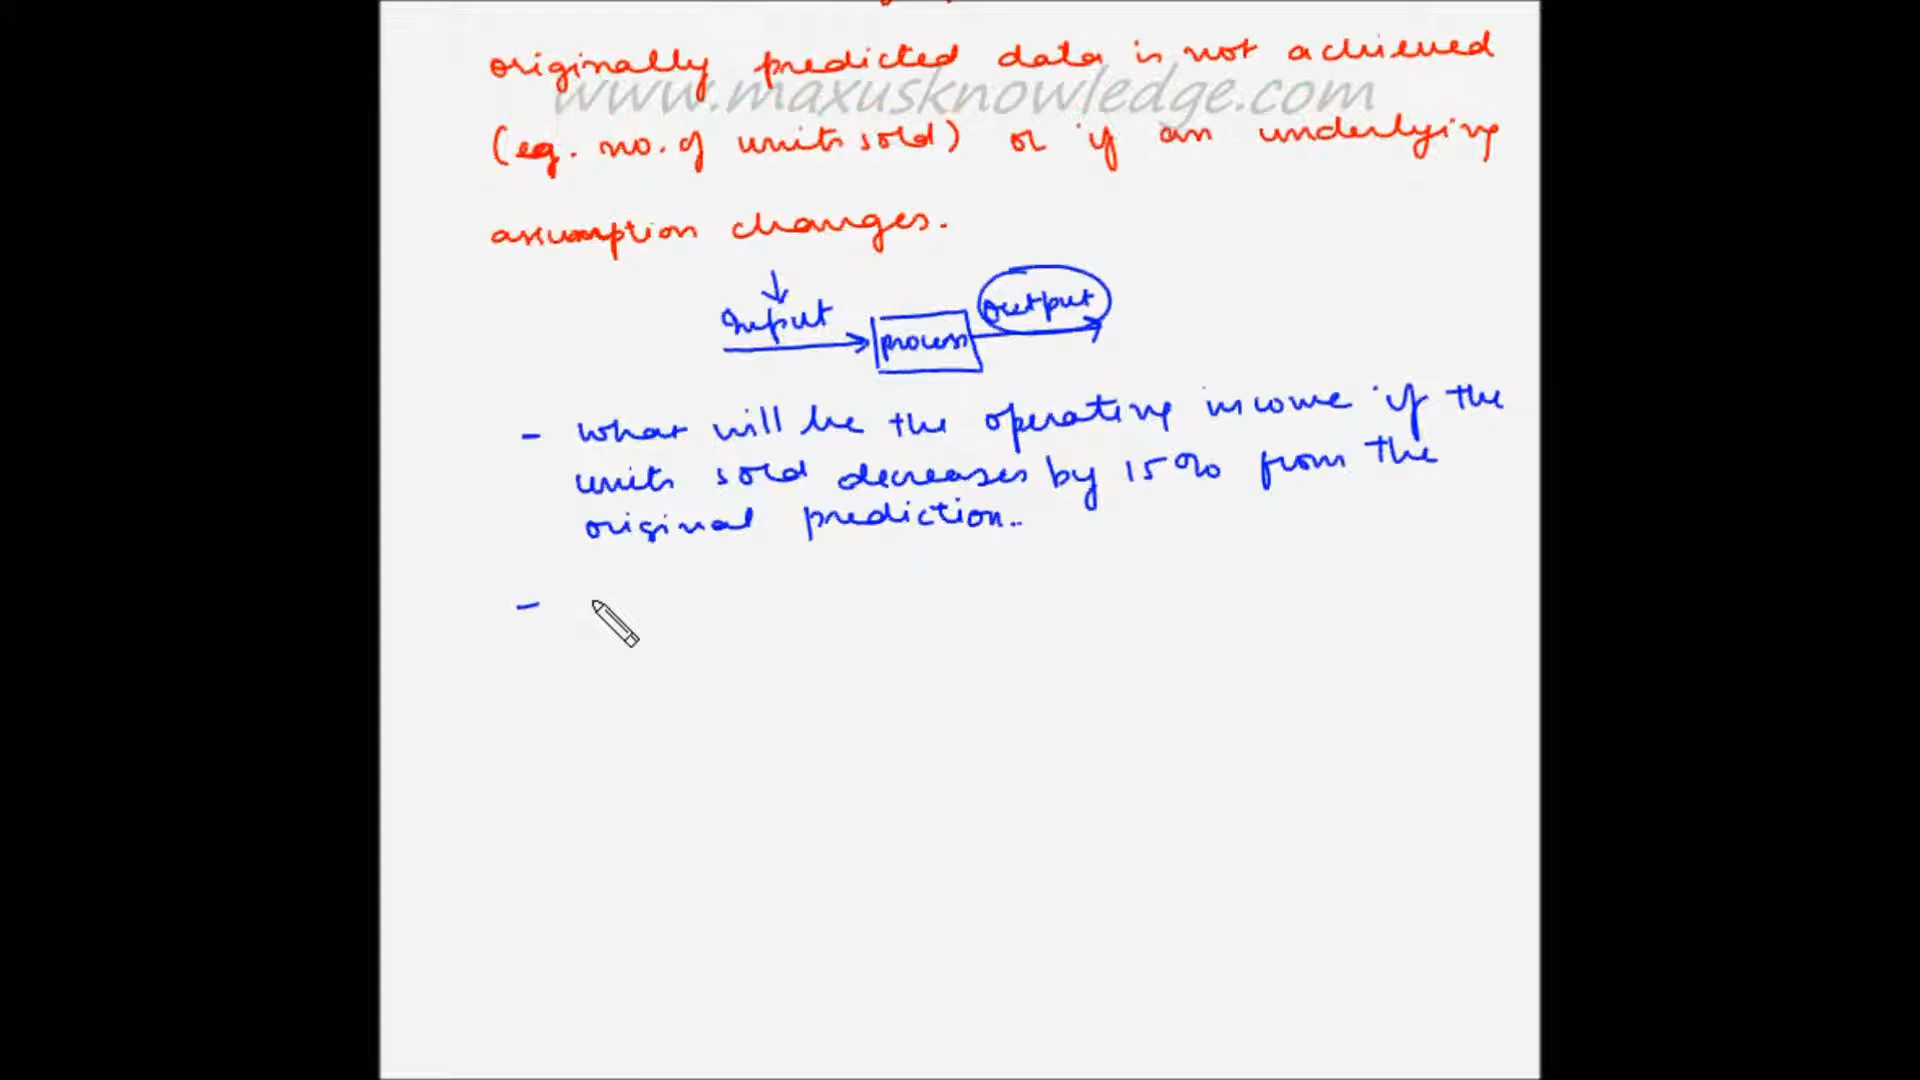 originally predicted data is not achieved
www.maxusknowledge.com
(eg. no. of units sold) or if an underlying
assumption changes.
Input
process
output
- what will be the operating income if the
units sold decreases by 15% from the
original prediction..
-